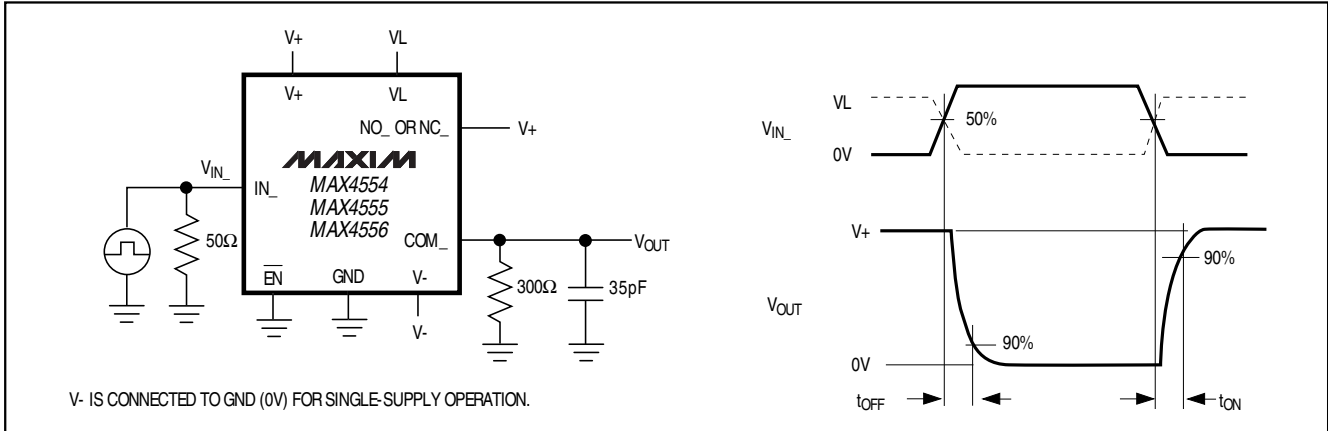 V+
VL
V+
VL
NO_ OR NC_
V+
MAXIM
V_IN_
IN_
MAX4554
MAX4555
MAX4556
50Ω
COM_
V_OUT
EN
GND
V-
300Ω
35pF
V-
V- IS CONNECTED TO GND (0V) FOR SINGLE-SUPPLY OPERATION.
VL
50%
V_IN_
0V
V+
90%
V_OUT
90%
0V
t_OFF
t_ON